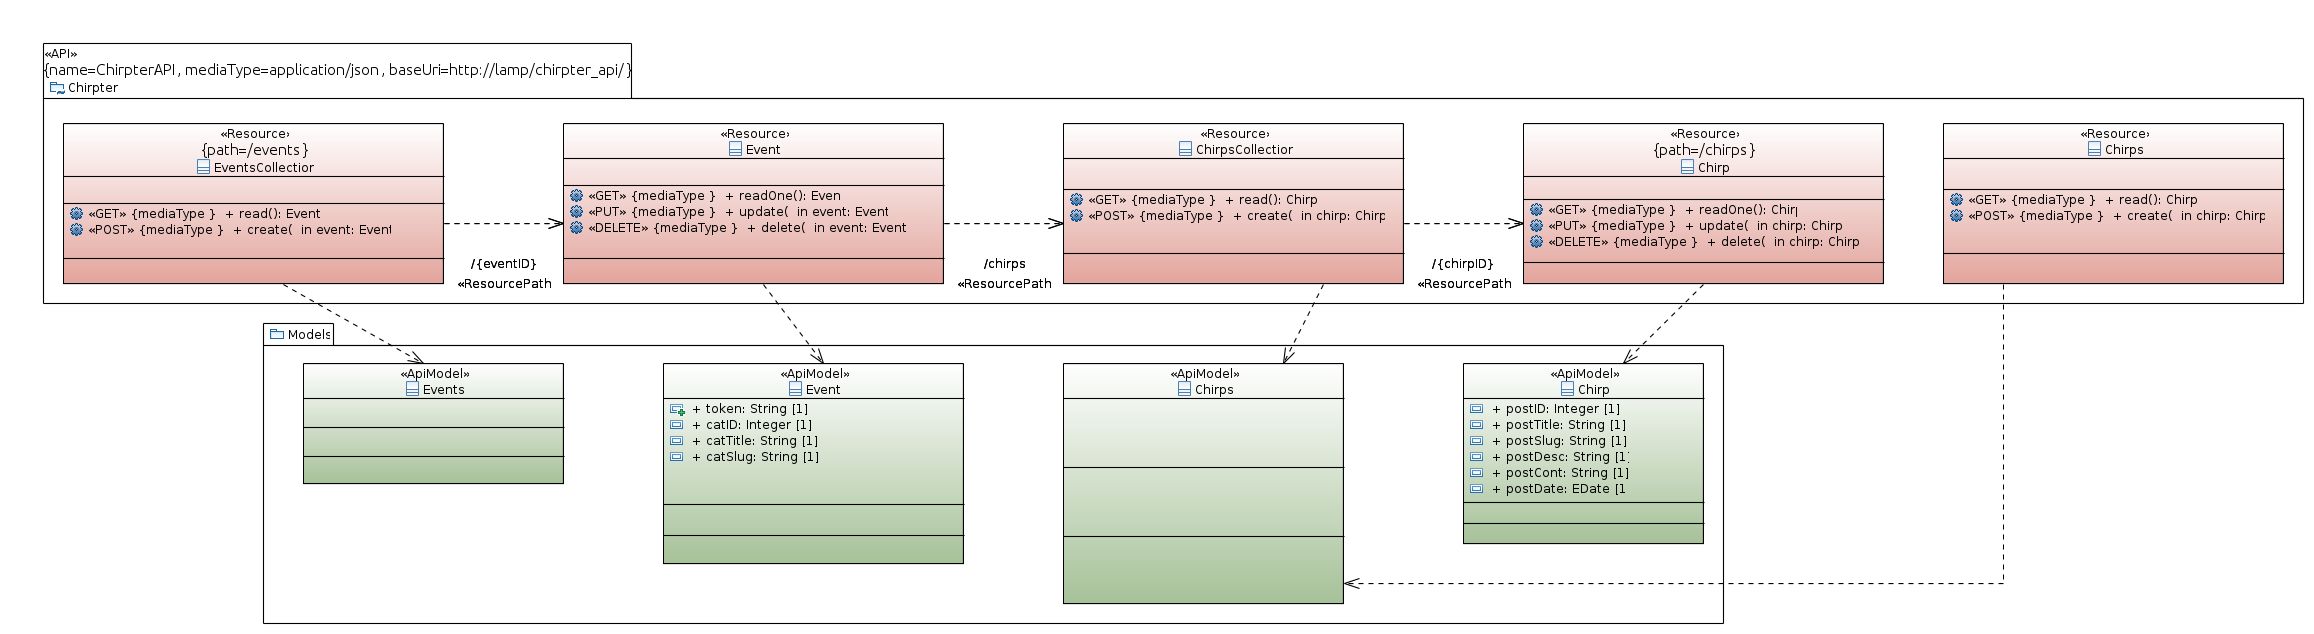 «API»
{name=ChirpterAPI, mediaType=application/json, baseUri=http://lamp/chirpter_api/}
Chirpter
«Resource›
{path=/events}
EventsCollectior
«GET» {mediaType } + read(): Event
«POST» {mediaType } + create( in event: Event
«Resource›
Event
«GET» {mediaType } + readOne(): Even
«PUT» {mediaType } + update( in event: Event
«DELETE» {mediaType } + delete( in event: Event
«Resource›
ChirpsCollectior
«GET» {mediaType } + read(): Chirp
«POST» {mediaType } + create( in chirp: Chirp
«Resource›
{path=/chirps}
Chirp
«GET» {mediaType } + readOne(): Chirp
«PUT» {mediaType } + update( in chirp: Chirp
«DELETE» {mediaType } + delete( in chirp: Chirp
«Resource›
Chirps
«GET» {mediaType } + read(): Chirp
«POST» {mediaType } + create( in chirp: Chirp
/{eventID}
«ResourcePath
/chirps
«ResourcePath
/{chirpID}
«ResourcePath
Models
«ApiModel»
Events
«ApiModel»
Event
+ token: String [1]
+ catID: Integer [1]
+ catTitle: String [1]
+ catSlug: String [1]
«ApiModel»
Chirps
«ApiModel»
Chirp
+ postID: Integer [1]
+ postTitle: String [1]
+ postSlug: String [1]
+ postDesc: String [1]
+ postCont: String [1]
+ postDate: EDate [1